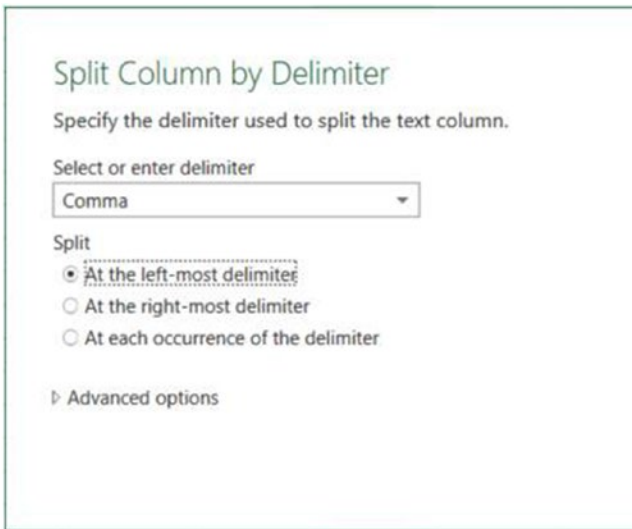 Split Column by Delimiter
Specify the delimiter used to split the text column.
Select or enter delimiter
Comma
Split
At the left-most delimiter
At the right-most delimiter
At each occurrence of the delimiter
Advanced options